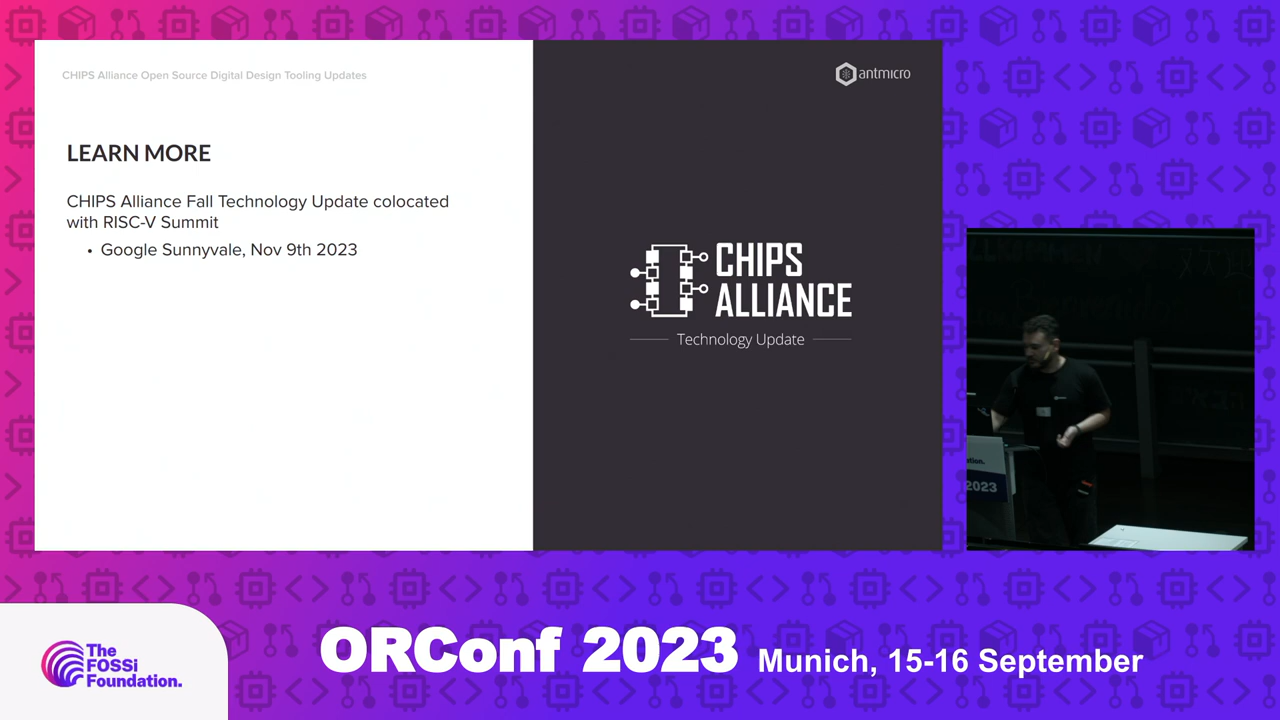 CHIPS Alliance Open Source Digital Design Tooling Updates
antmicro
LEARN MORE
CHIPS Alliance Fall Technology Update colocated
with RISC-V Summit
• Google Sunnyvale, Nov 9th 2023
CHIPS
ALLIANCE
Technology Update
ation.
2023
The
FOSSi
Foundation.
ORConf 2023
Munich, 15-16 September